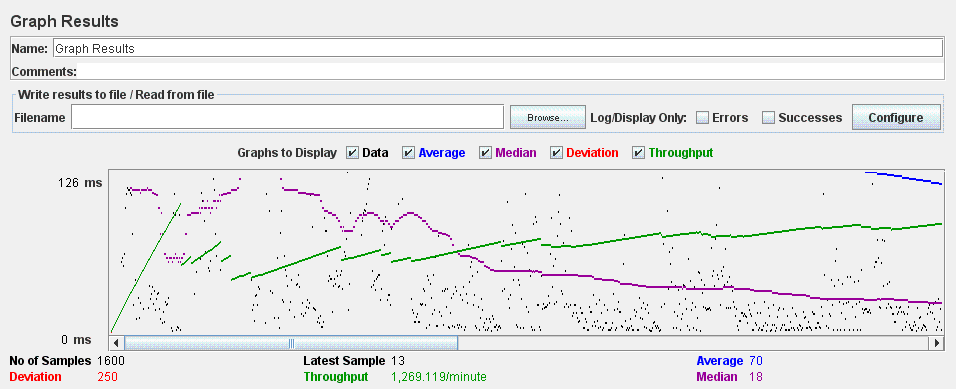 Graph Results
Name: Graph Results
Comments:
Write results to file / Read from file
Filename Browse... Log/Display Only: Errors Successes Configure
Graphs to Display Data Average Median Deviation Throughput
126 ms
0 ms
No of Samples 1600 Latest Sample 13 Average 70
Deviation 250 Throughput 1,269.119/minute Median 18